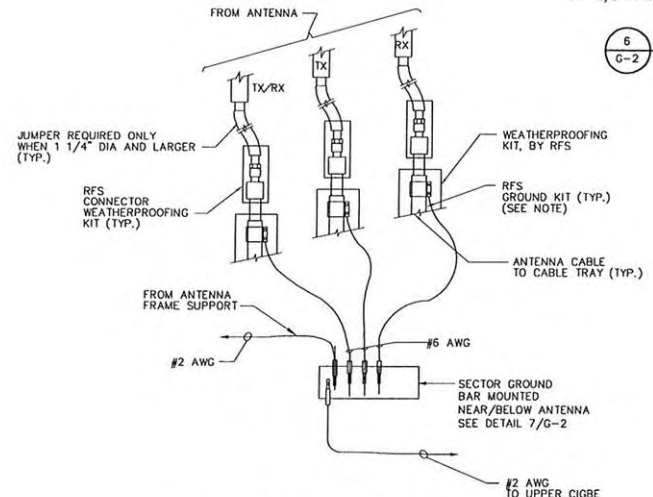 FROM ANTENNA
6
G-2
TX/RX
TX
RX
JUMPER REQUIRED ONLY
WHEN 1 1/4" DIA AND LARGER
(TYP.)
WEATHERPROOFING
KIT, BY RFS
RFS
CONNECTOR
WEATHERPROOFING
KIT (TYP.)
RFS
GROUND KIT (TYP.)
(SEE NOTE)
ANTENNA CABLE
TO CABLE TRAY (TYP.)
FROM ANTENNA
FRAME SUPPORT
#6 AWG
#2 AWG
SECTOR GROUND
BAR MOUNTED
NEAR/BELOW ANTENNA
SEE DETAIL 7/G-2
#2 AWG
TO UPPER CIGBE